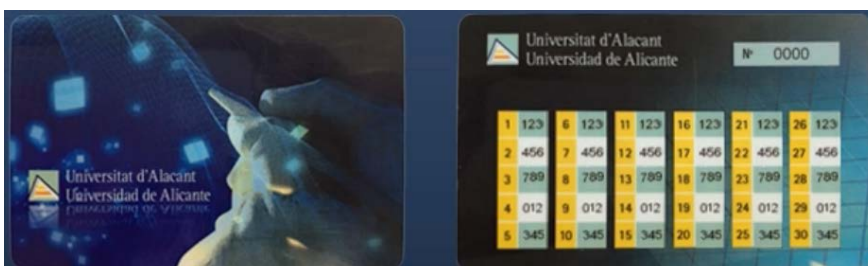 Universitat d'Alacant
Universidad de Alicante
Universitat d'Alacant
Universidad de Alicante
Nº 0000
1 123 6 123 11 123 16 123 21 123 26 123
2 456 7 456 12 456 17 456 22 456 27 456
3 789 8 789 13 789 18 789 23 789 28 789
4 012 9 012 14 012 19 012 24 012 29 012
5 345 10 345 15 345 20 345 25 345 30 345